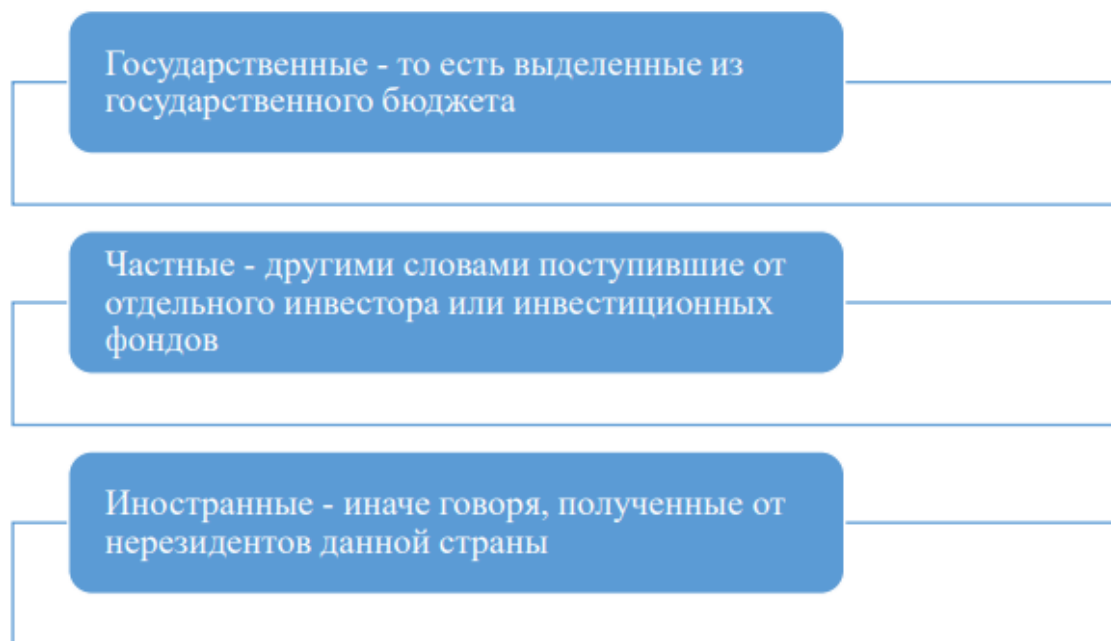 Государственные - то есть выделенные из
государственного бюджета
Частные - другими словами поступившие от
отдельного инвестора или инвестиционных
фондов
Иностранные - иначе говоря, полученные от
нерезидентов данной страны